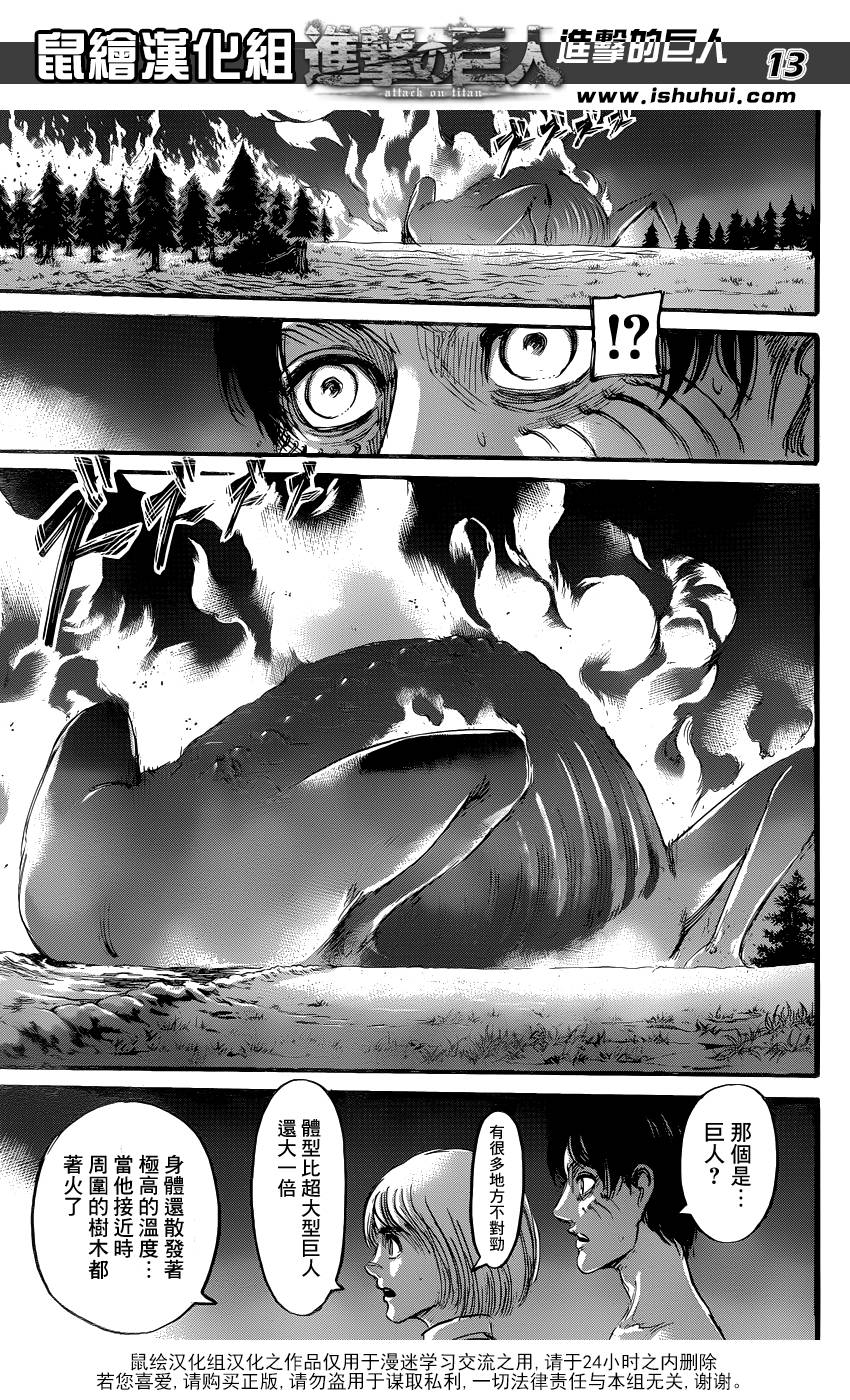 鼠繪漢化組
進撃の巨人
attack on titan
進擊的巨人
13
www.ishuhui.com
ズズズズ
!?
ズズズ
那個是…
巨人?
有很多地方不對勁
體型比超大型巨人
還大一倍
身體還散發著
極高的溫度…
當他接近時
周圍的樹木都
著火了
鼠绘汉化组汉化之作品仅用于漫迷学习交流之用, 请于24小时之内删除
若您喜爱, 请购买正版, 请勿盗用于谋取私利, 一切法律责任与本组无关, 谢谢。